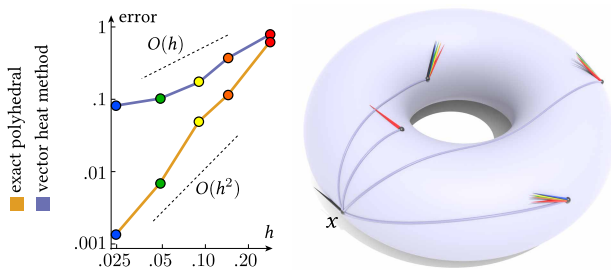 error
1
.1
.01
.001
O(h)
O(h²)
h
.025 .05 .10 .20
exact polyhedral
vector heat method
x